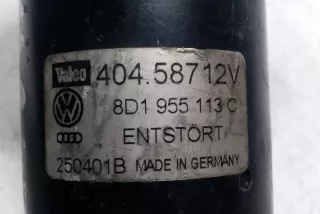 Valeo 404.587 12V
8D1 955 113 C
ENTSTÖRT
250401B MADE IN GERMANY